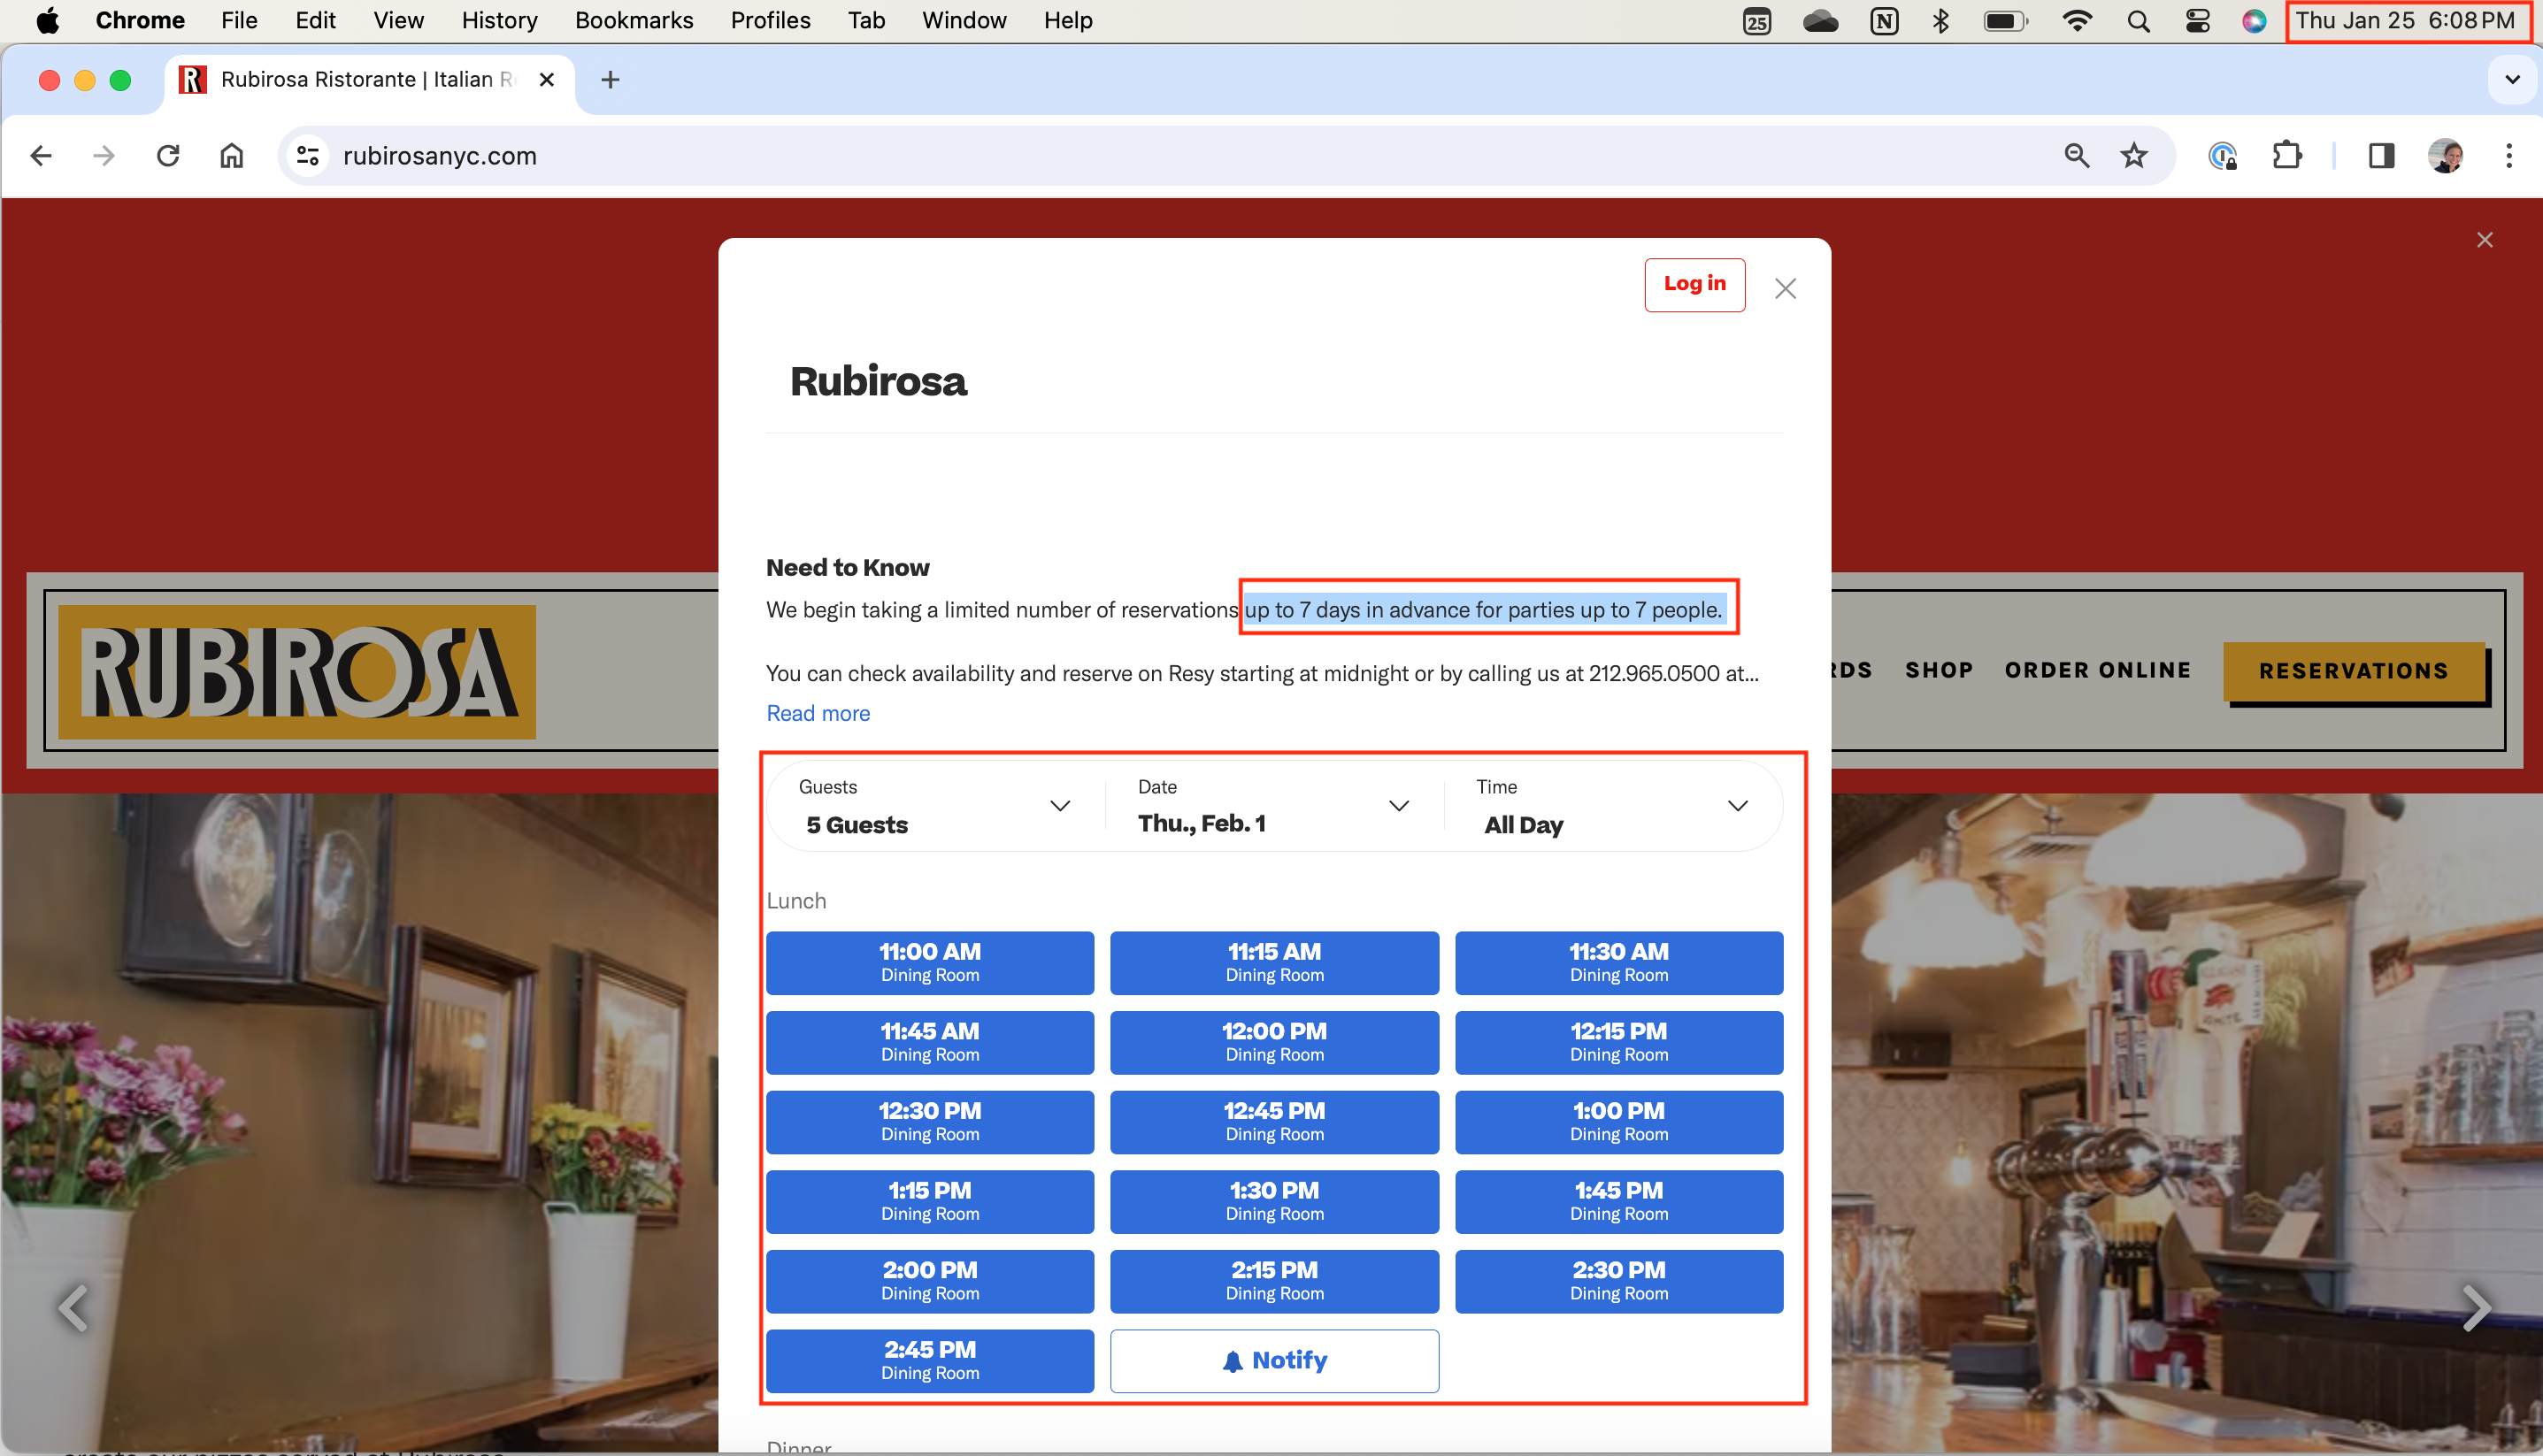 Chrome File Edit View History Bookmarks Profiles Tab Window Help 25 N Thu Jan 25 6:08 PM
R Rubirosa Ristorante | Italian R
rubirosanyc.com
Log in
Rubirosa
Need to Know
We begin taking a limited number of reservations up to 7 days in advance for parties up to 7 people.
You can check availability and reserve on Resy starting at midnight or by calling us at 212.965.0500 at...
Read more
RUBIROSA
RDS SHOP ORDER ONLINE RESERVATIONS
Guests Date Time
5 Guests Thu., Feb. 1 All Day
Lunch
11:00 AM 11:15 AM 11:30 AM
Dining Room Dining Room Dining Room
11:45 AM 12:00 PM 12:15 PM
Dining Room Dining Room Dining Room
12:30 PM 12:45 PM 1:00 PM
Dining Room Dining Room Dining Room
1:15 PM 1:30 PM 1:45 PM
Dining Room Dining Room Dining Room
2:00 PM 2:15 PM 2:30 PM
Dining Room Dining Room Dining Room
2:45 PM Notify
Dining Room
Dinner